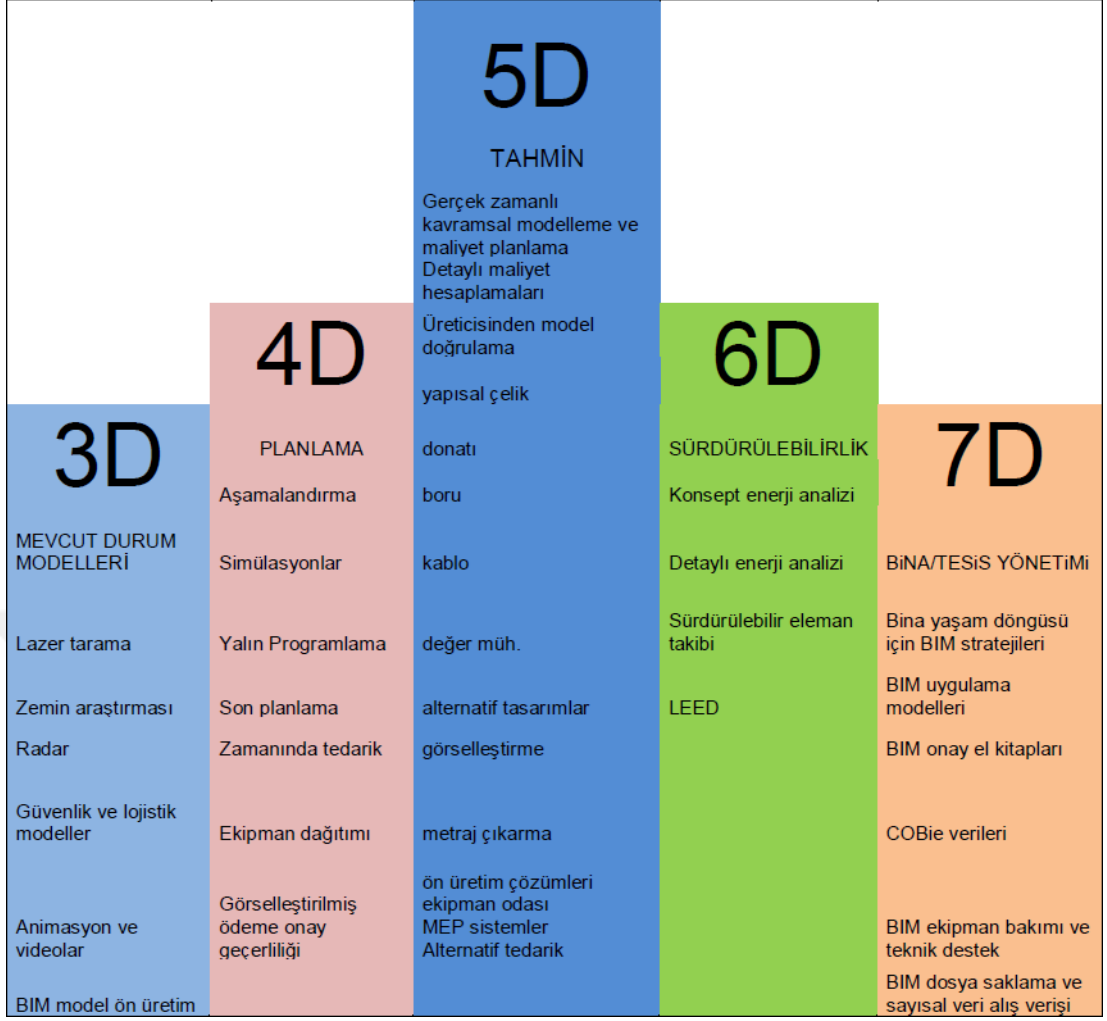 3D
MEVCUT DURUM
MODELLERİ
Lazer tarama
Zemin araştırması
Radar
Güvenlik ve lojistik
modeller
Animasyon ve
videolar
BIM model ön üretim
4D
PLANLAMA
Aşamalandırma
Simülasyonlar
Yalın Programlama
Son planlama
Zamanında tedarik
Ekipman dağıtımı
Görselleştirilmiş
ödeme onay
geçerliliği
5D
TAHMİN
Gerçek zamanlı
kavramsal modelleme ve
maliyet planlama
Detaylı maliyet
hesaplamaları
Üreticisinden model
doğrulama
yapısal çelik
donatı
boru
kablo
değer müh.
alternatif tasarımlar
görselleştirme
metraj çıkarma
ön üretim çözümleri
ekipman odası
MEP sistemler
Alternatif tedarik
6D
SÜRDÜRÜLEBİLİRLİK
Konsept enerji analizi
Detaylı enerji analizi
Sürdürülebilir eleman
takibi
LEED
7D
BiNA/TESiS YÖNETiMi
Bina yaşam döngüsü
için BIM stratejileri
BIM uygulama
modelleri
BIM onay el kitapları
COBie verileri
BIM ekipman bakımı ve
teknik destek
BIM dosya saklama ve
sayısal veri alış verişi